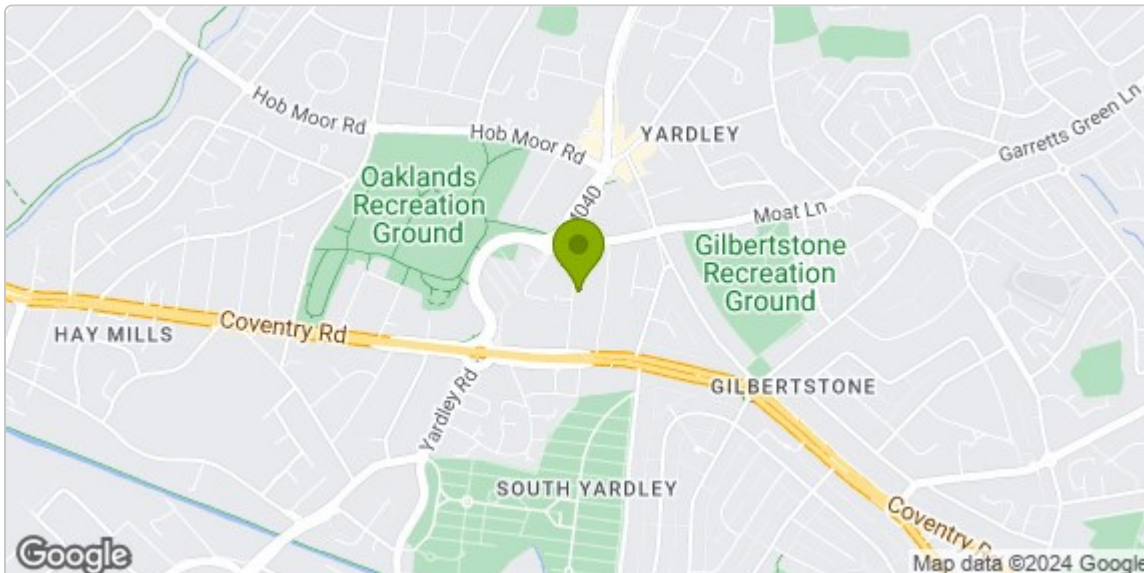 Hob Moor Rd
Hob Moor Rd
YARDLEY
Garretts Green Ln
Oaklands
Recreation
Ground
4040
Moat Ln
Gilbertstone
Recreation
Ground
HAY MILLS
Coventry Rd
GILBERTSTONE
Yardley Rd
SOUTH YARDLEY
Coventry
Google
Map data ©2024 Google